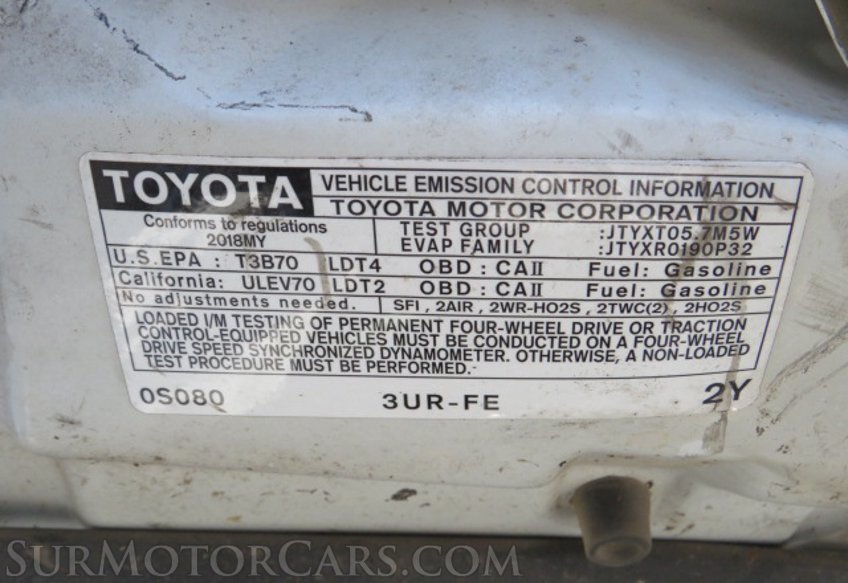 TOYOTA VEHICLE EMISSION CONTROL INFORMATION
TOYOTA MOTOR CORPORATION
Conforms to regulations
2018MY
TEST GROUP :JTYXT05.7M5W
EVAP FAMILY :JTYXR0190P32
U.S.EPA : T3B70 LDT4 OBD : CAII Fuel: Gasoline
California: ULEV70 LDT2 OBD : CAII Fuel: Gasoline
No adjustments needed. SFI , 2AIR , 2WR-HO2S , 2TWC(2) , 2HO2S
LOADED I/M TESTING OF PERMANENT FOUR-WHEEL DRIVE OR TRACTION
CONTROL-EQUIPPED VEHICLES MUST BE CONDUCTED ON A FOUR-WHEEL
DRIVE SPEED SYNCHRONIZED DYNAMOMETER. OTHERWISE, A NON-LOADED
TEST PROCEDURE MUST BE PERFORMED.
0S080 3UR-FE 2Y
SURMOTORCARS.COM